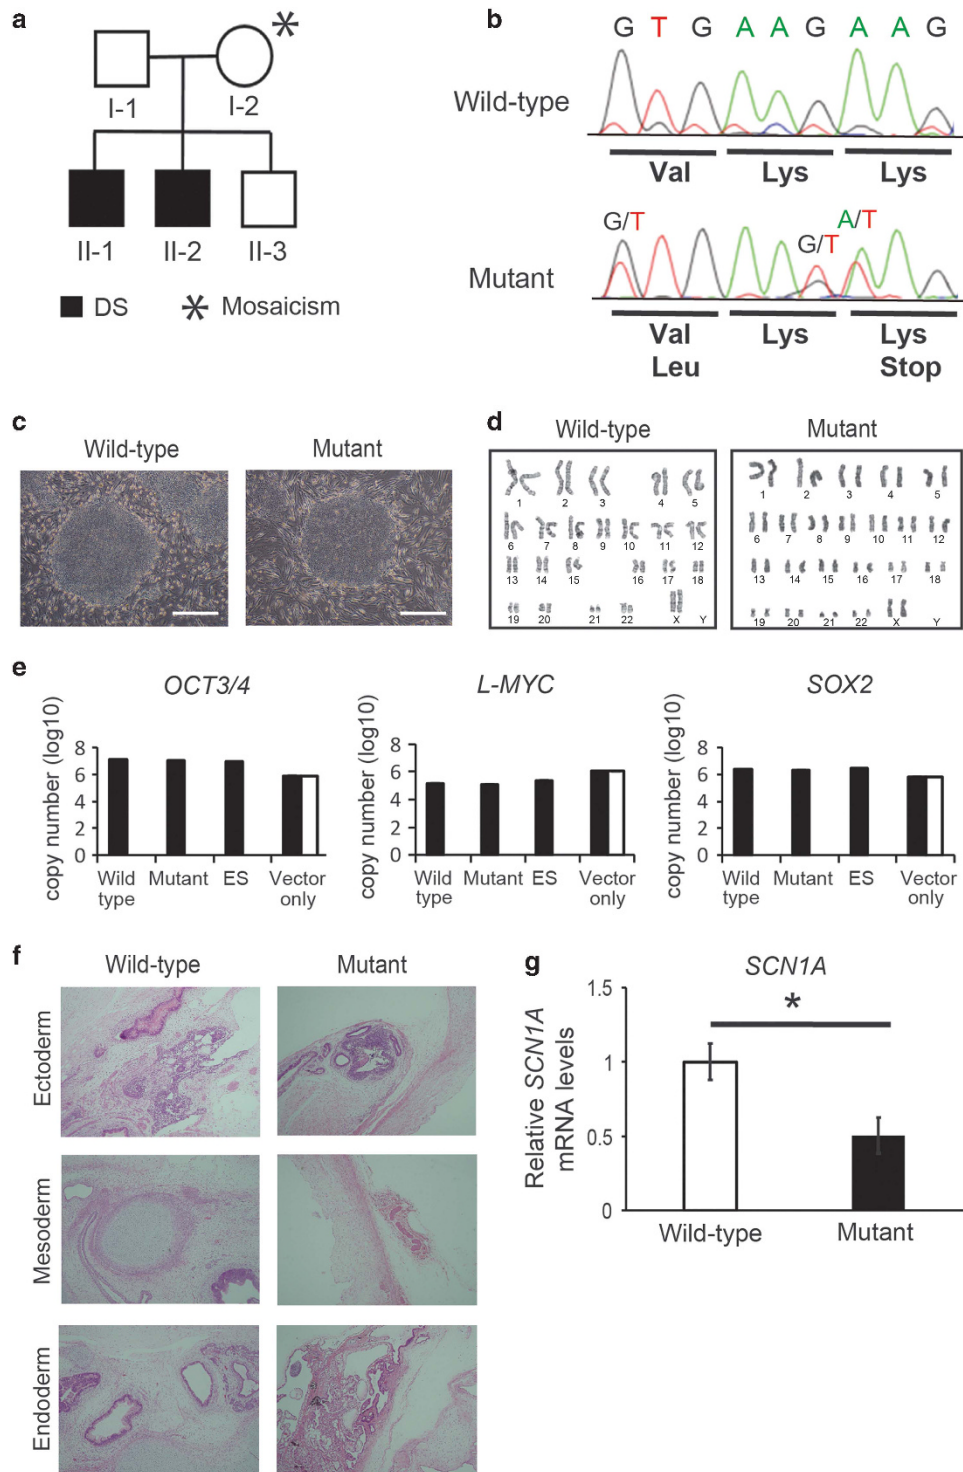 a
I-1
I-2
*
II-1
II-2
II-3
DS
* Mosaicism
b
G T G A A G A A G
Wild-type
Val Lys Lys
G/T G/T A/T
Mutant
Val Lys Lys
Leu Stop
c
Wild-type Mutant
d
Wild-type Mutant
1 2 3 4 5
6 7 8 9 10 11 12
13 14 15 16 17 18
19 20 21 22 X Y
1 2 3 4 5
6 7 8 9 10 11 12
13 14 15 16 17 18
19 20 21 22 X Y
e
OCT3/4
copy number (log10)
8
6
4
2
0
Wild type
Mutant
ES
Vector only
L-MYC
copy number (log10)
8
6
4
2
0
Wild type
Mutant
ES
Vector only
SOX2
copy number (log10)
8
6
4
2
0
Wild type
Mutant
ES
Vector only
f
Wild-type Mutant
Ectoderm
Mesoderm
Endoderm
g
SCN1A
*
Relative SCN1A
mRNA levels
1.5
1
0.5
0
Wild-type Mutant